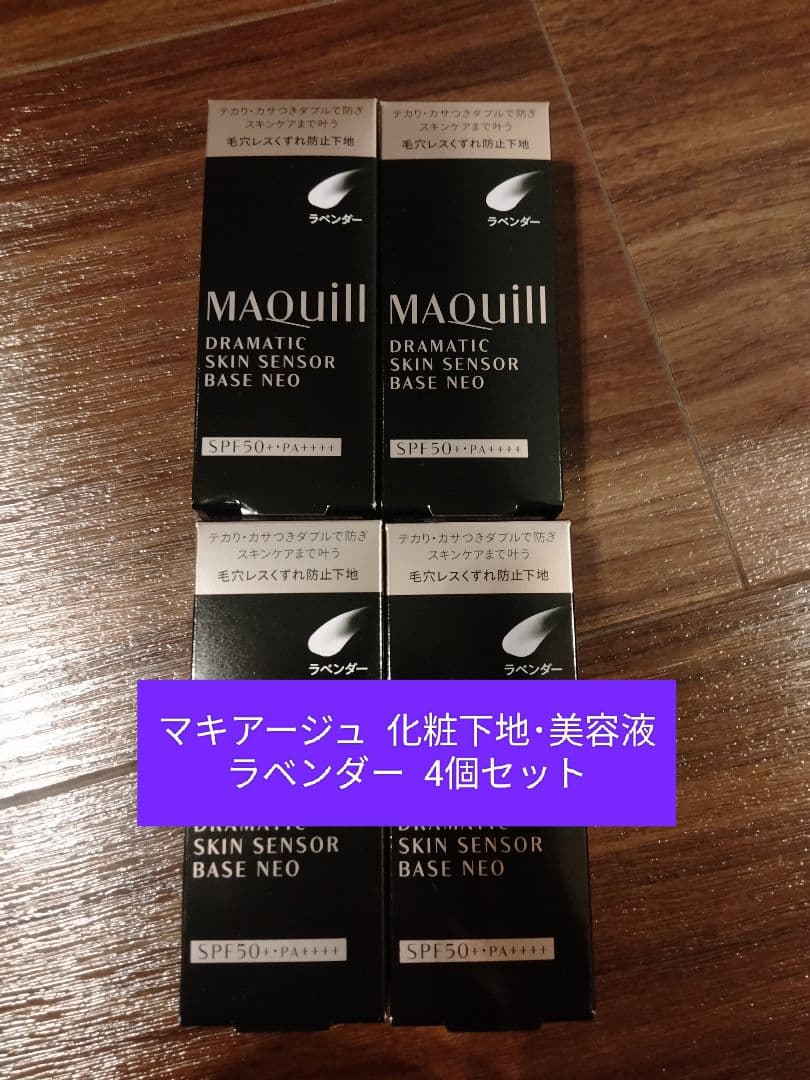 テカり・カサつきダブルで防ぎ
スキンケアまで叶う
毛穴レスくずれ防止下地
ラベンダー
MAQuill
DRAMATIC
SKIN SENSOR
BASE NEO
SPF50+・PA++++
テカり・カサつきダブルで防ぎ
スキンケアまで叶う
毛穴レスくずれ防止下地
ラベンダー
MAQuill
DRAMATIC
SKIN SENSOR
BASE NEO
SPF50+・PA++++
テカり・カサつきダブルで防ぎ
スキンケアまで叶う
毛穴レスくずれ防止下地
ラベンダー
テカり・カサつきダブルで防ぎ
スキンケアまで叶う
毛穴レスくずれ防止下地
ラベンダー
マキアージュ 化粧下地・美容液
ラベンダー 4個セット
DRAMATIC
SKIN SENSOR
BASE NEO
SPF50+・PA++++
DRAMATIC
SKIN SENSOR
BASE NEO
SPF50+・PA++++